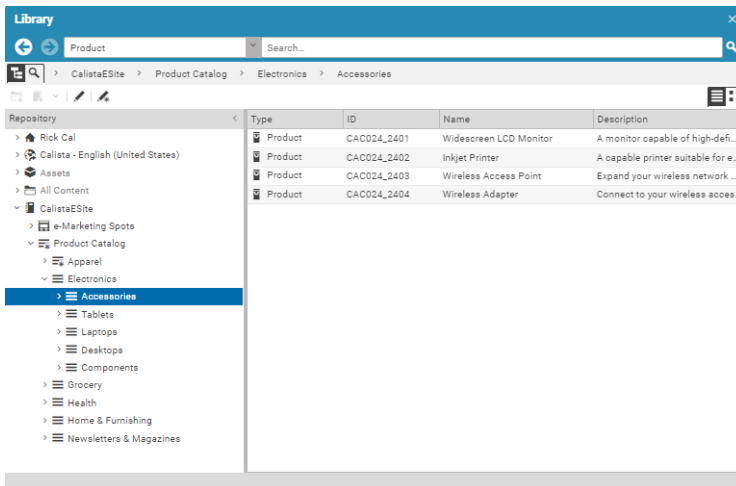 Library
Product
Search...
CalistaESite > Product Catalog > Electronics > Accessories
Repository
Type ID Name Description
Rick Cal
Calista - English (United States)
Assets
All Content
CalistaESite
e-Marketing Spots
Product Catalog
Apparel
Electronics
Accessories
Tablets
Laptops
Desktops
Components
Grocery
Health
Home & Furnishing
Newsletters & Magazines
Product CAC024_2401 Widescreen LCD Monitor A monitor capable of high-defi...
Product CAC024_2402 Inkjet Printer A capable printer suitable for e...
Product CAC024_2403 Wireless Access Point Expand your wireless network ...
Product CAC024_2404 Wireless Adapter Connect to your wireless acces...